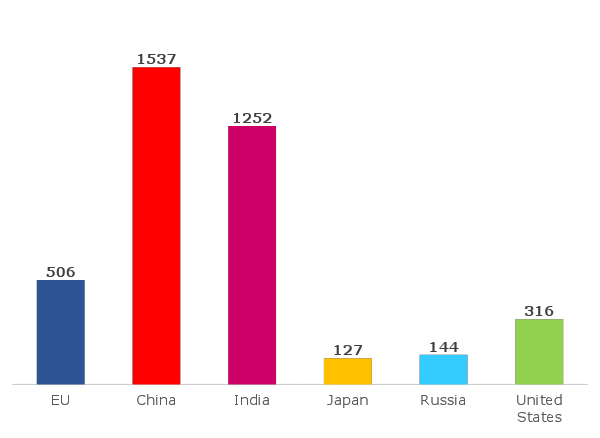 1537
1252
506
316
144
127
EU
China
India
Japan
Russia
United
States